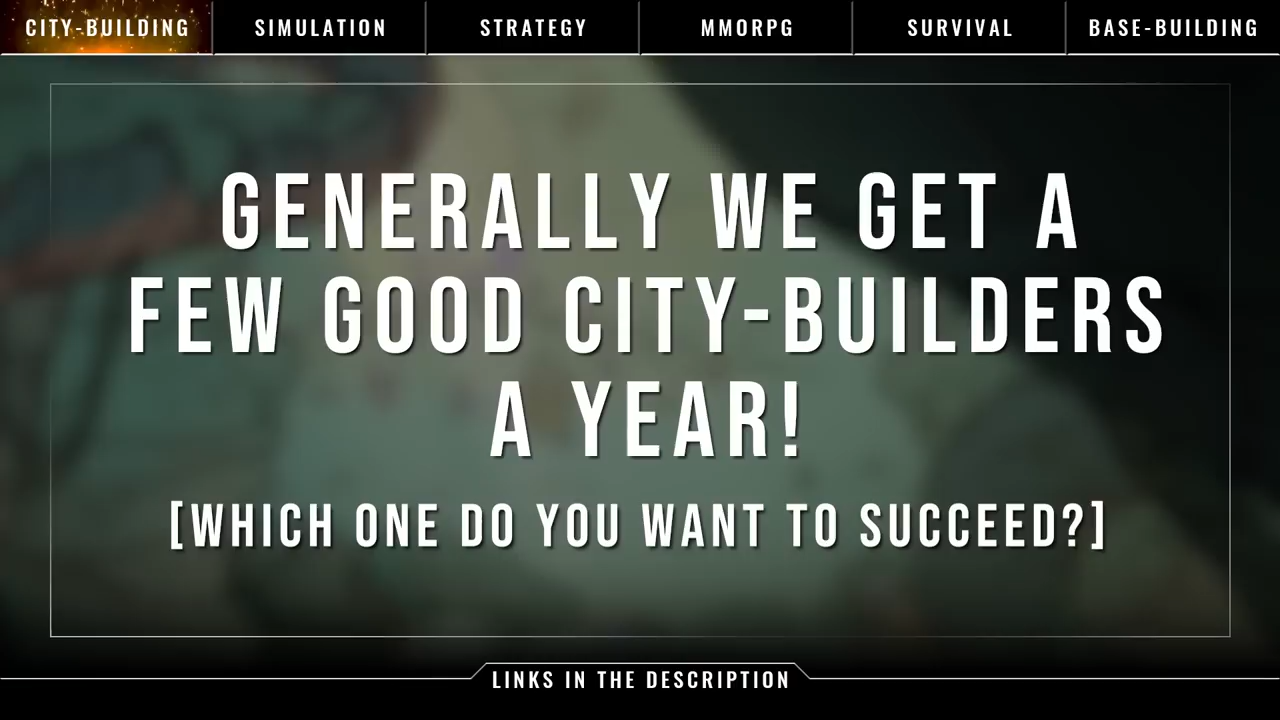 CITY-BUILDING SIMULATION STRATEGY MMORPG SURVIVAL BASE-BUILDING
GENERALLY WE GET A
FEW GOOD CITY-BUILDERS
A YEAR!
[WHICH ONE DO YOU WANT TO SUCCEED?]
LINKS IN THE DESCRIPTION